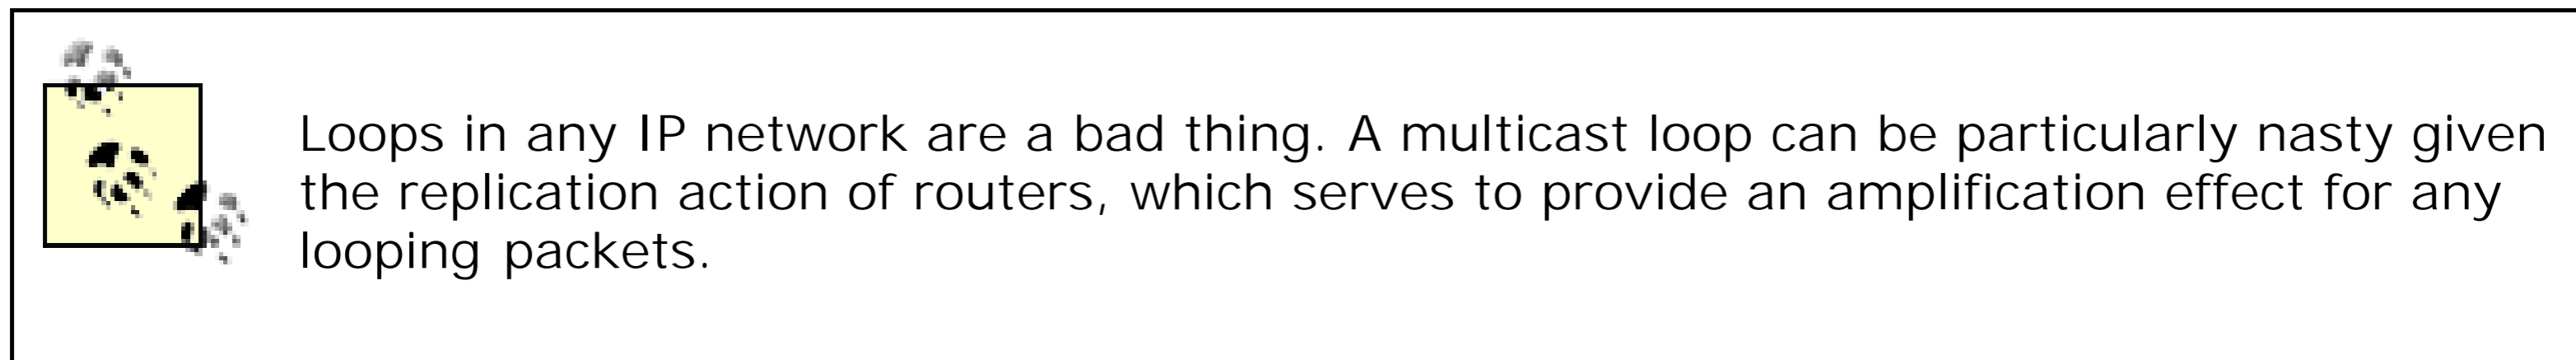 Loops in any IP network are a bad thing. A multicast loop can be particularly nasty given
the replication action of routers, which serves to provide an amplification effect for any
looping packets.